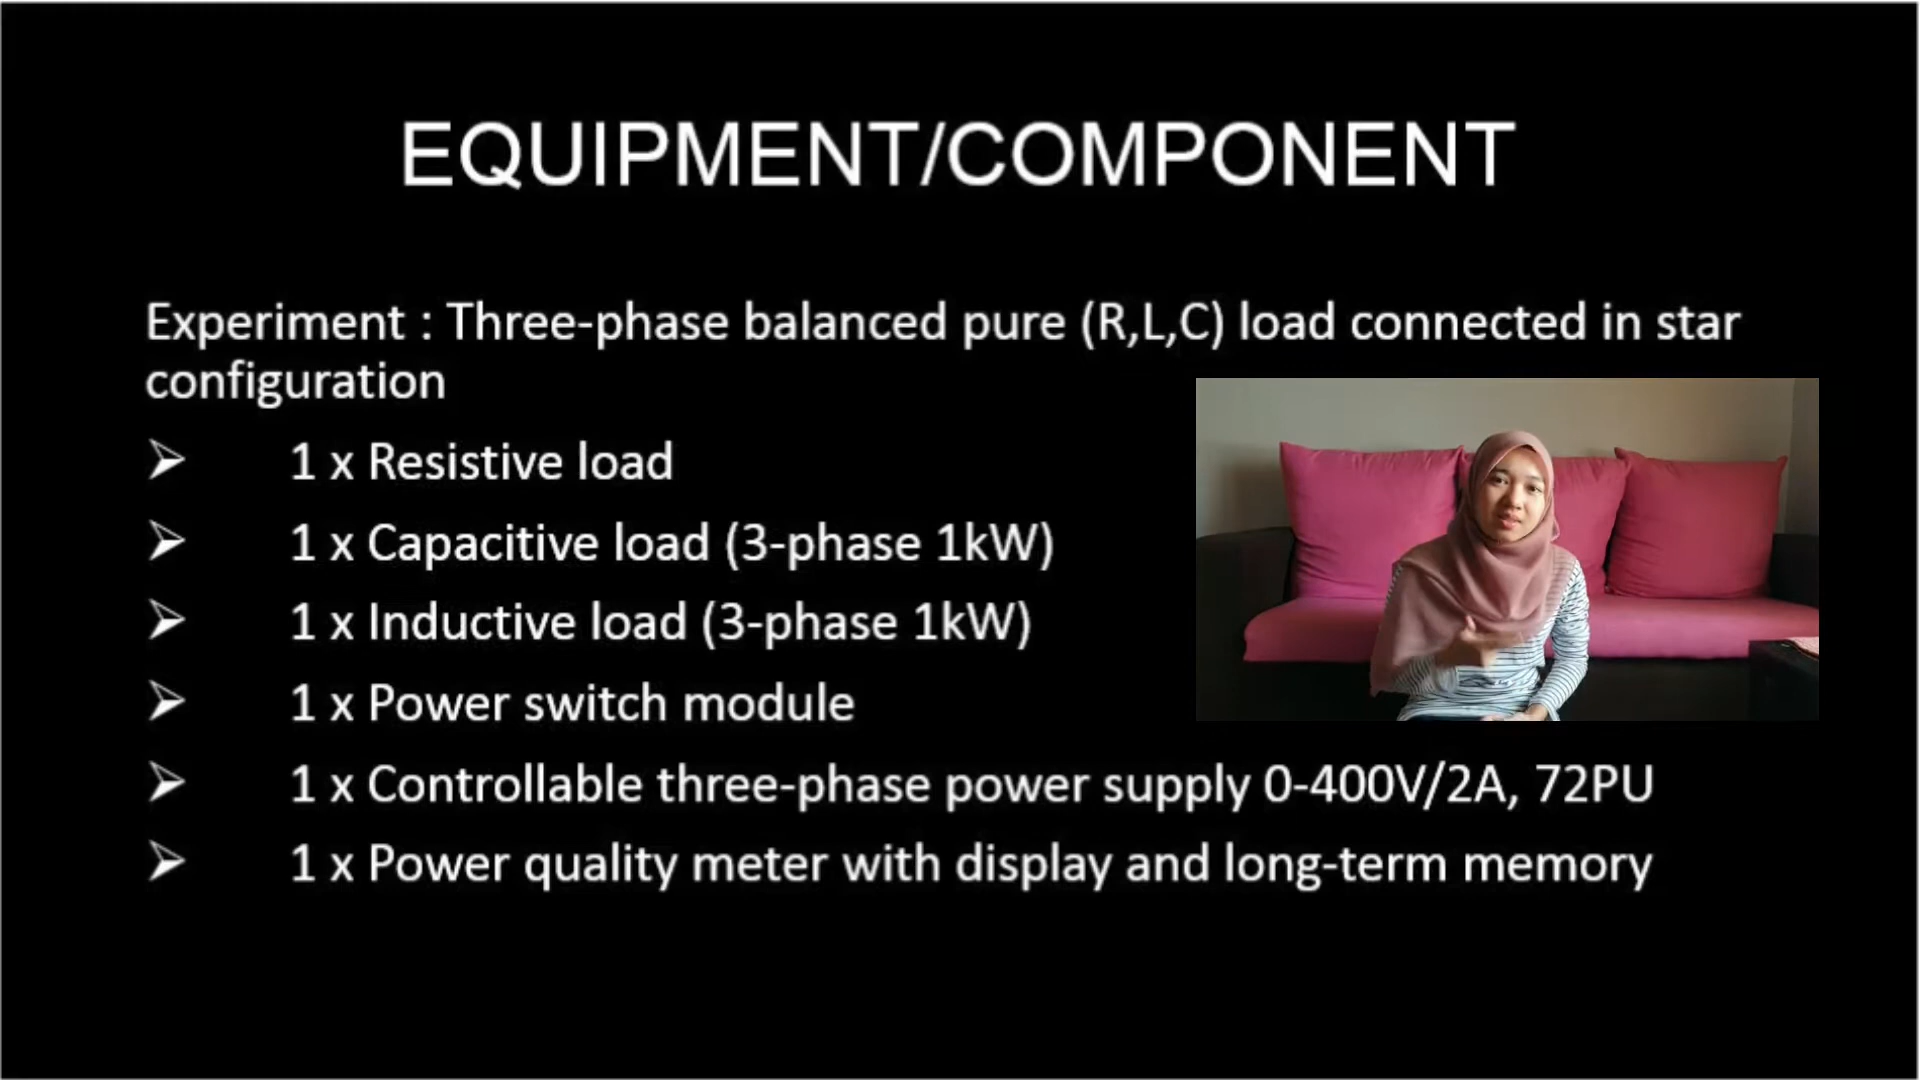 EQUIPMENT/COMPONENT
Experiment : Three-phase balanced pure (R,L,C) load connected in star
configuration
1 x Resistive load
1 x Capacitive load (3-phase 1kW)
1 x Inductive load (3-phase 1kW)
1 x Power switch module
1 x Controllable three-phase power supply 0-400V/2A, 72PU
1 x Power quality meter with display and long-term memory